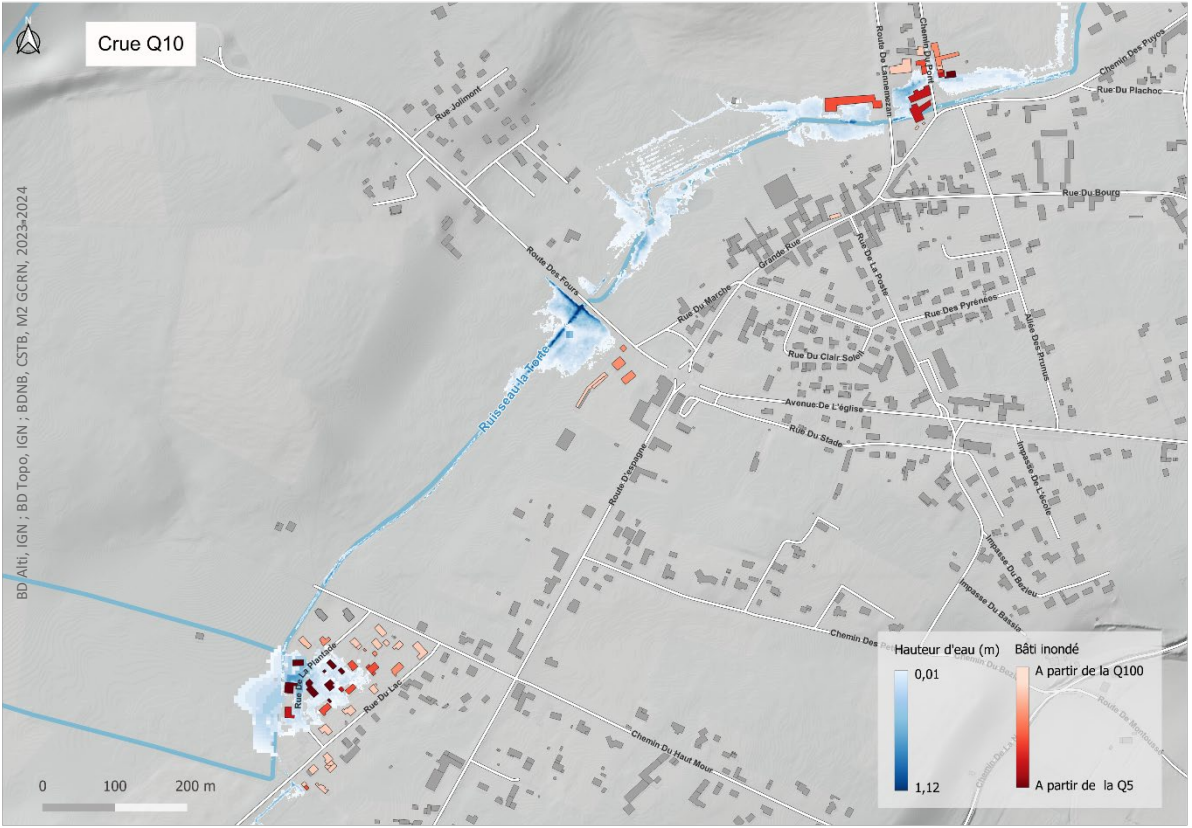 N
Crue Q10
BD Alti, IGN ; BD Topo, IGN ; BDNB, CSTB, M2 GCRN, 2023-2024
Rue Jolimont
Route De Lannemezan
Chemin Du Pont
Chemin Des Puyos
Rue Du Plachoc
Rue Du Bourg
Route Des Fours
Grande Rue
Rue Du Marche
Rue De La Poste
Rue Des Pyrénées
Allée Des Prunus
Rue Du Clair Soleil
Ruisseau la Torte
Avenue De L'église
Rue Du Stade
Route D'espagne
Impasse De L'école
Impasse Du Bezieu
Impasse Du Bassia
Chemin Des
Rue De La Plantade
Rue Du Lac
Chemin Du Haut Mour
Hauteur d'eau (m)
0,01
1,12
Bâti inondé
A partir de la Q100
A partir de la Q5
0 100 200 m